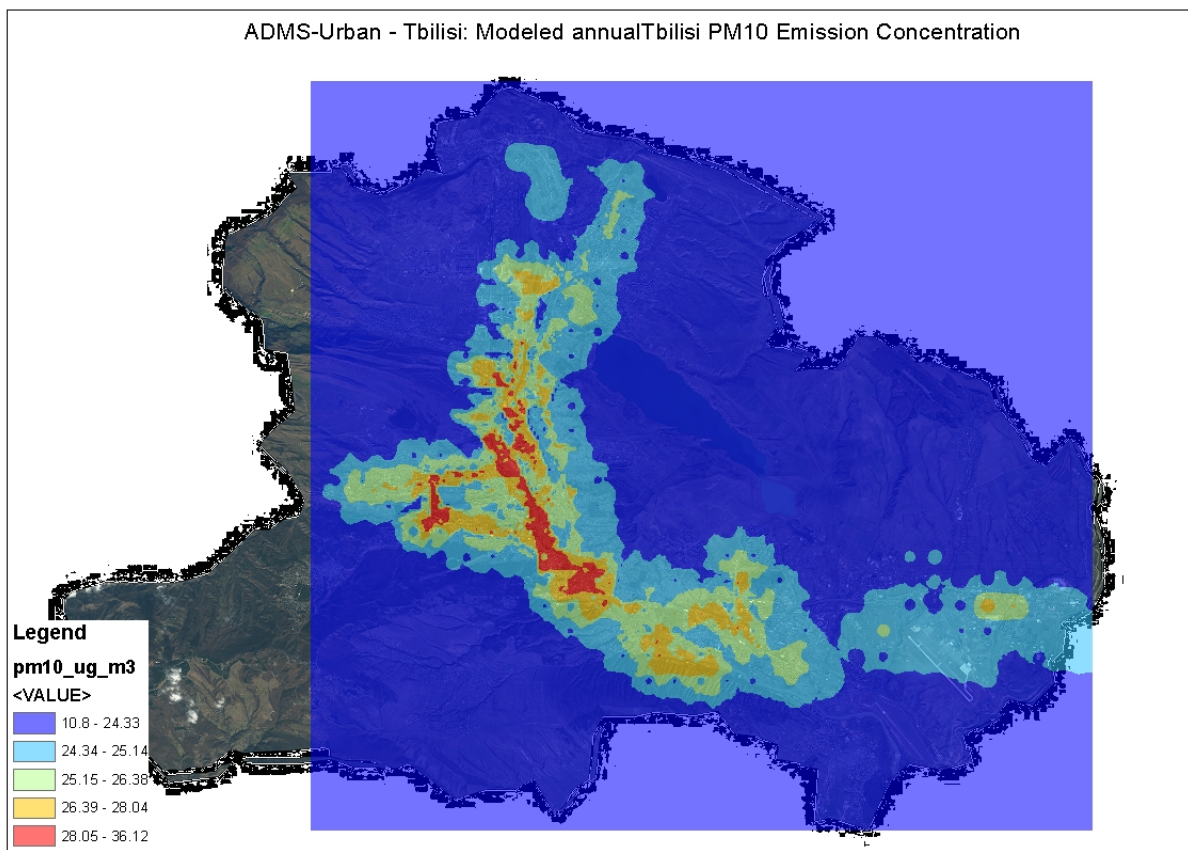 ADMS-Urban - Tbilisi: Modeled annualTbilisi PM10 Emission Concentration
Legend
pm10_ug_m3
<VALUE>
10.8 - 24.33
24.34 - 25.14
25.15 - 26.38
26.39 - 28.04
28.05 - 36.12